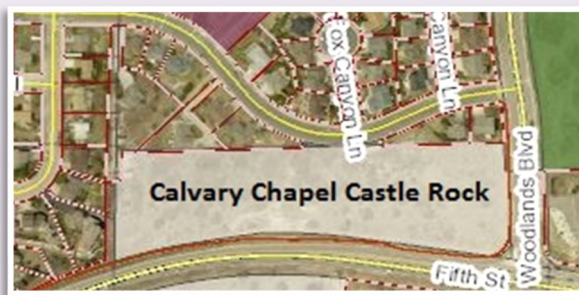 Fox Canyon Ln
Canyon Ln
Woodlands Blvd
Calvary Chapel Castle Rock
Fifth St